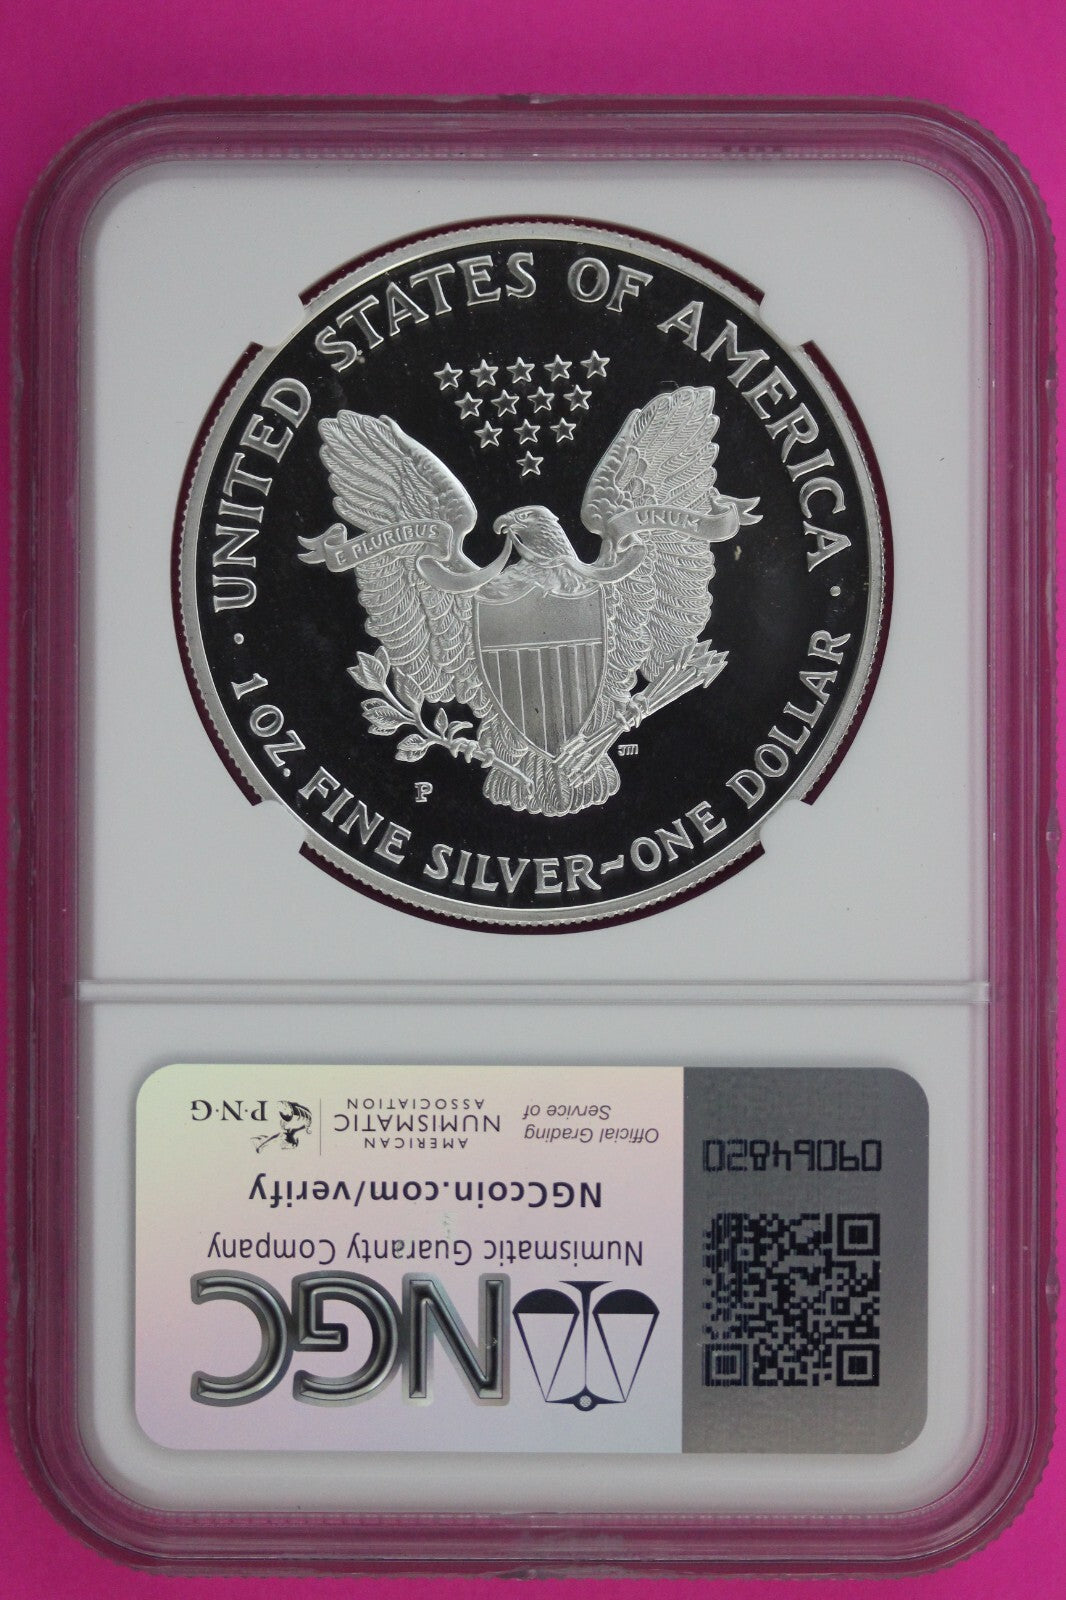 UNITED STATES OF AMERICA
E PLURIBUS
UNUM
P
JM
1 OZ. FINE SILVER~ONE DOLLAR
NGC
Numismatic Guaranty Company
NGCcoin.com/verify
Official Grading
Service of
AMERICAN
NUMISMATIC
ASSOCIATION
P·N·G
09064820